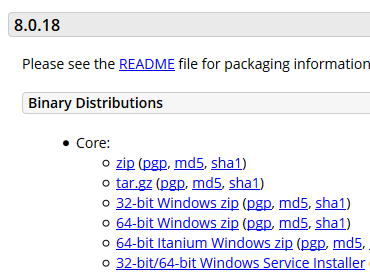 8.0.18
Please see the README file for packaging information
Binary Distributions
Core:
zip (pgp, md5, sha1)
tar.gz (pgp, md5, sha1)
32-bit Windows zip (pgp, md5, sha1)
64-bit Windows zip (pgp, md5, sha1)
64-bit Itanium Windows zip (pgp, md5,
32-bit/64-bit Windows Service Installer